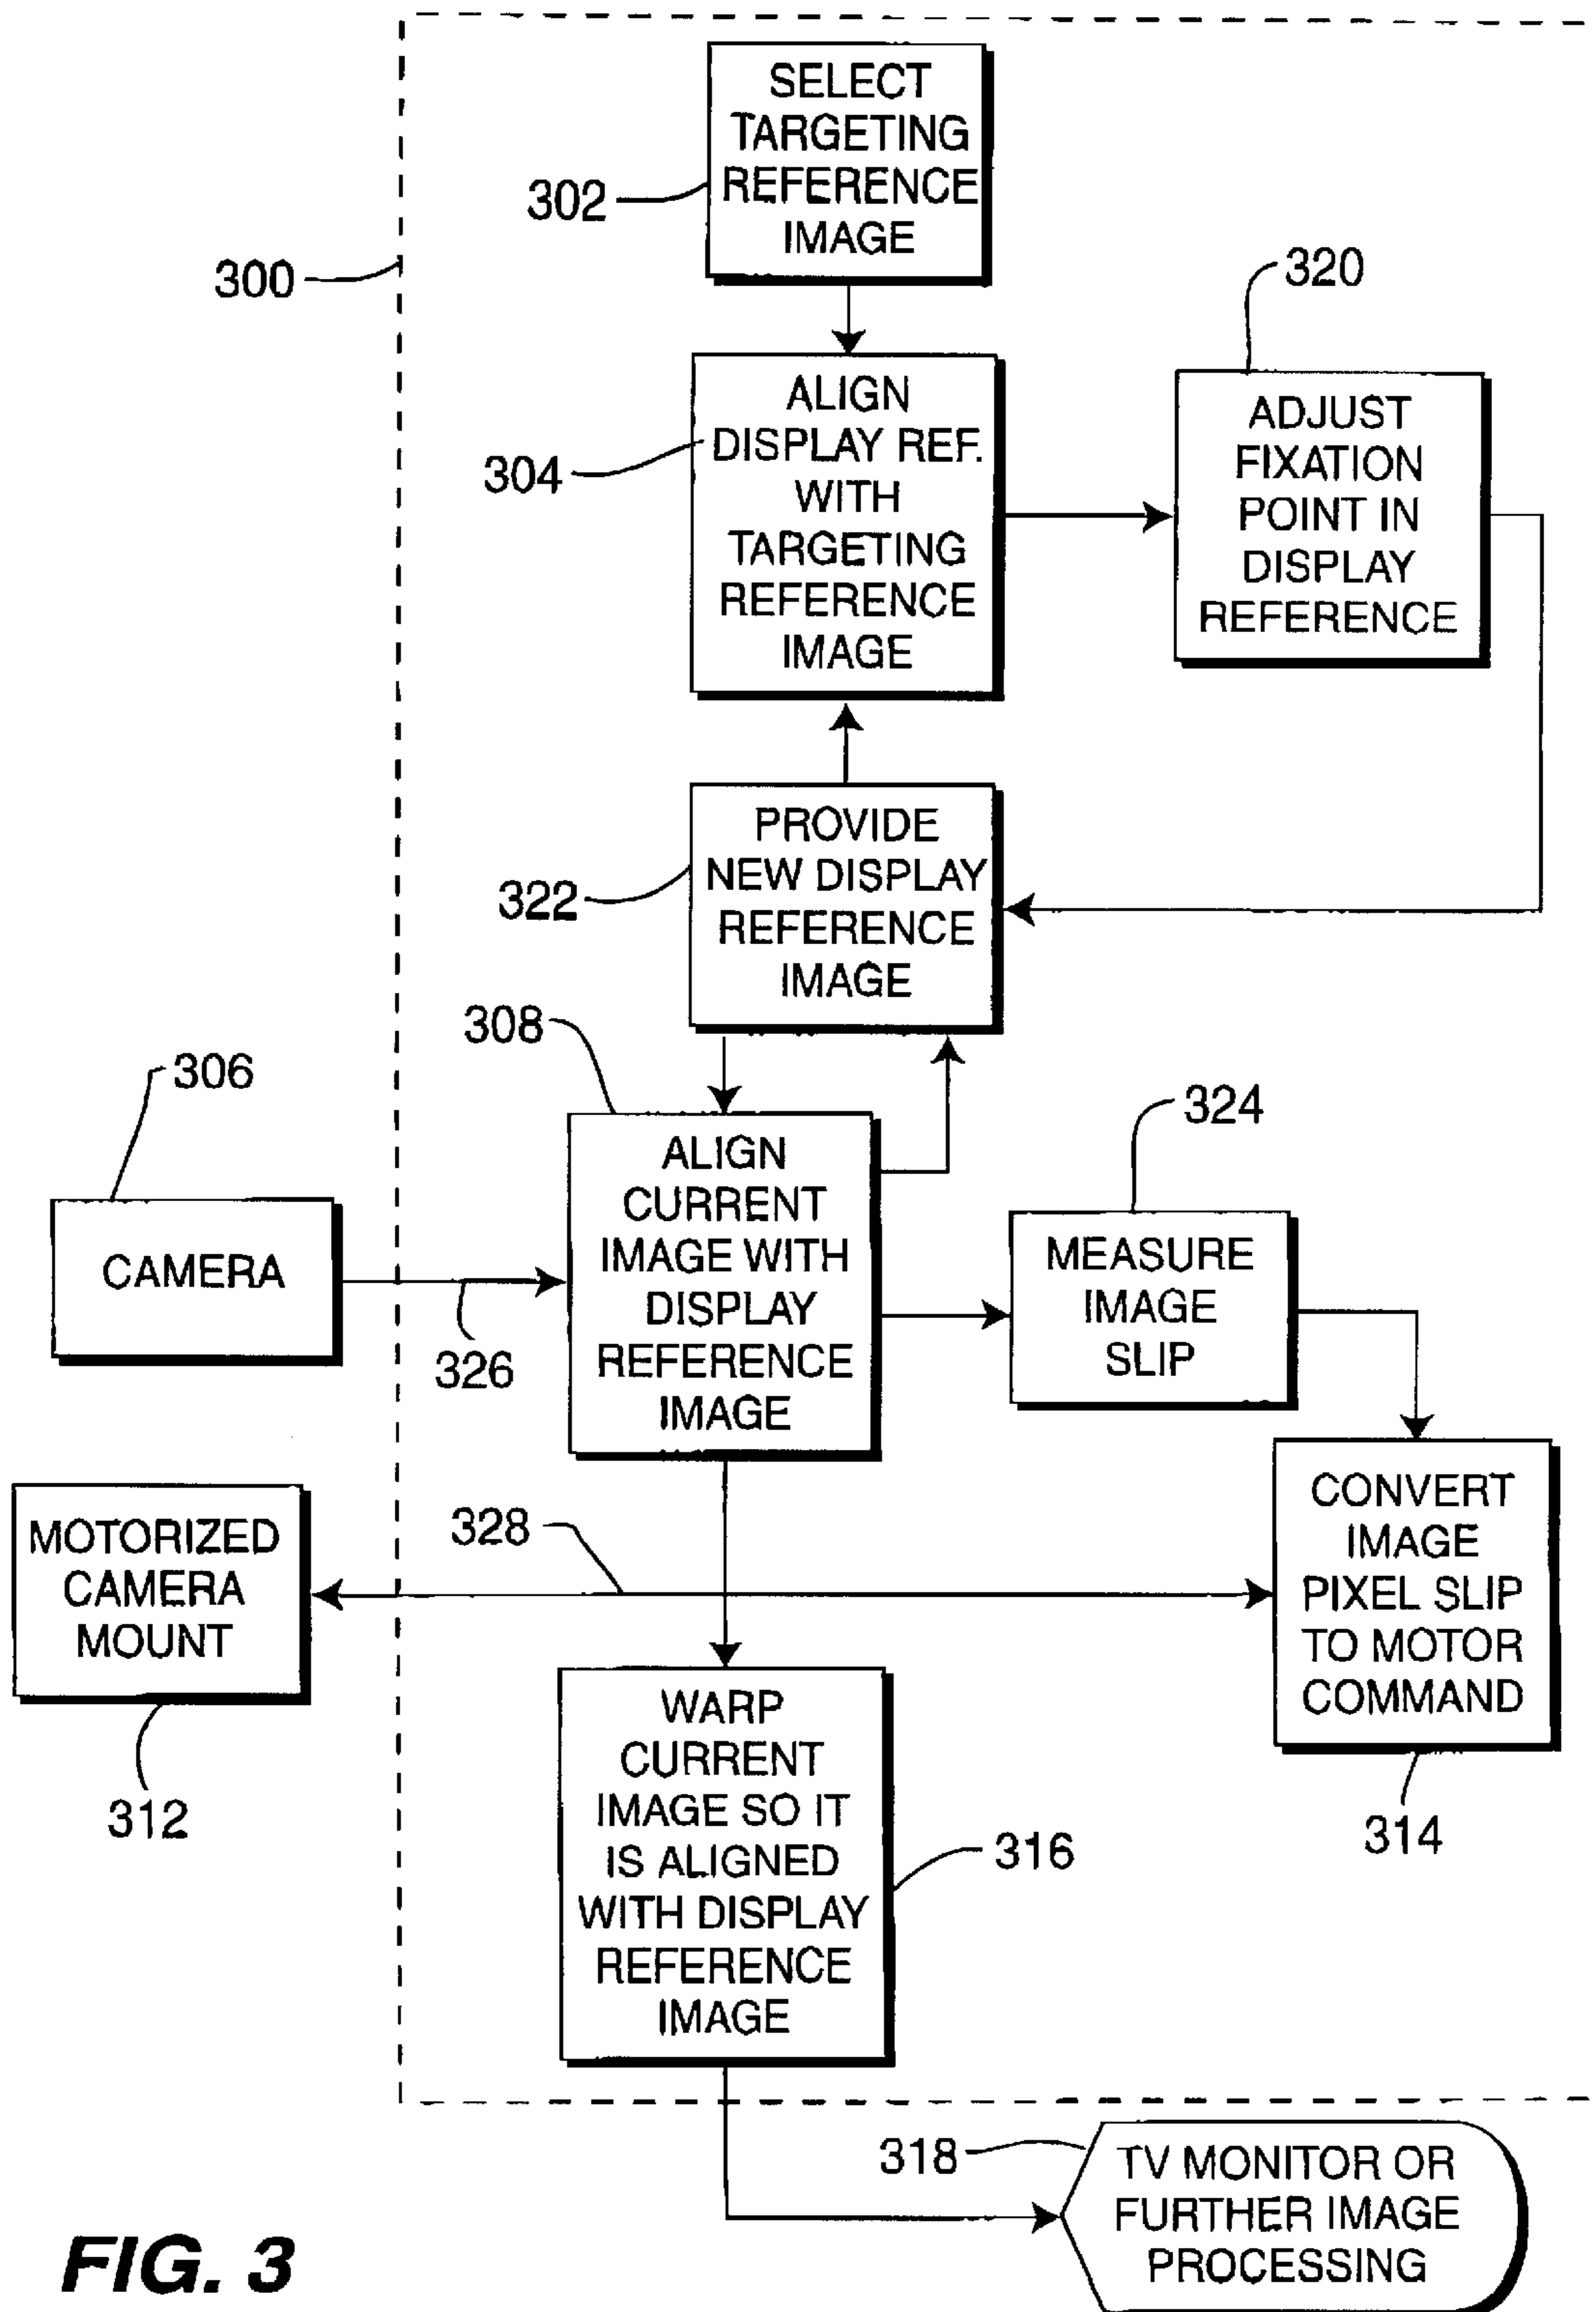 SELECT
TARGETING
REFERENCE
IMAGE
302
300
320
ALIGN
DISPLAY REF.
WITH
TARGETING
REFERENCE
IMAGE
304
ADJUST
FIXATION
POINT IN
DISPLAY
REFERENCE
PROVIDE
NEW DISPLAY
REFERENCE
IMAGE
322
308
306
324
ALIGN
CURRENT
IMAGE WITH
DISPLAY
REFERENCE
IMAGE
CAMERA
326
MEASURE
IMAGE
SLIP
MOTORIZED
CAMERA
MOUNT
328
CONVERT
IMAGE
PIXEL SLIP
TO MOTOR
COMMAND
312
314
WARP
CURRENT
IMAGE SO IT
IS ALIGNED
WITH DISPLAY
REFERENCE
IMAGE
316
318
TV MONITOR OR
FURTHER IMAGE
PROCESSING
FIG. 3